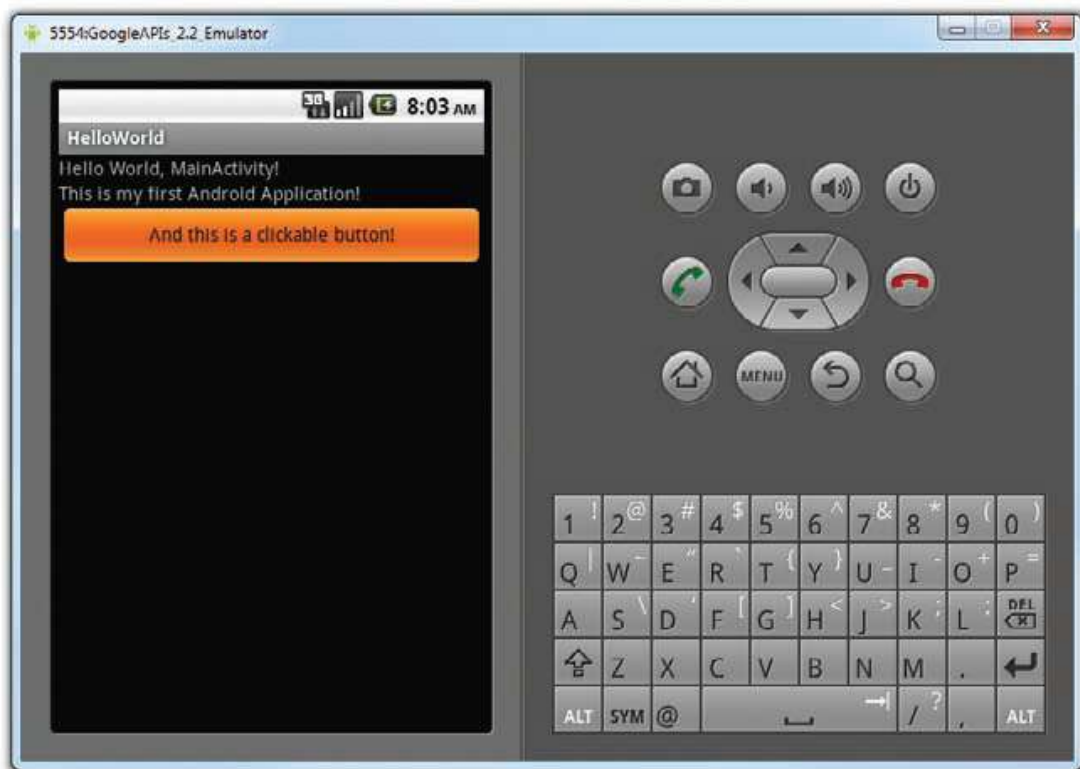 5554:GoogleAPIs_2.2_Emulator
3G 8:03 AM
HelloWorld
Hello World, MainActivity!
This is my first Android Application!
And this is a clickable button!
MENU
1 ! 2 @ 3 # 4 $ 5 % 6 ^ 7 & 8 * 9 ( 0 )
Q | W ~ E " R ` T { Y } U _ I - O + P =
A S \ D ' F [ G ] H < J > K ; L : DEL
Z X C V B N M .
ALT SYM @ / ? , ALT